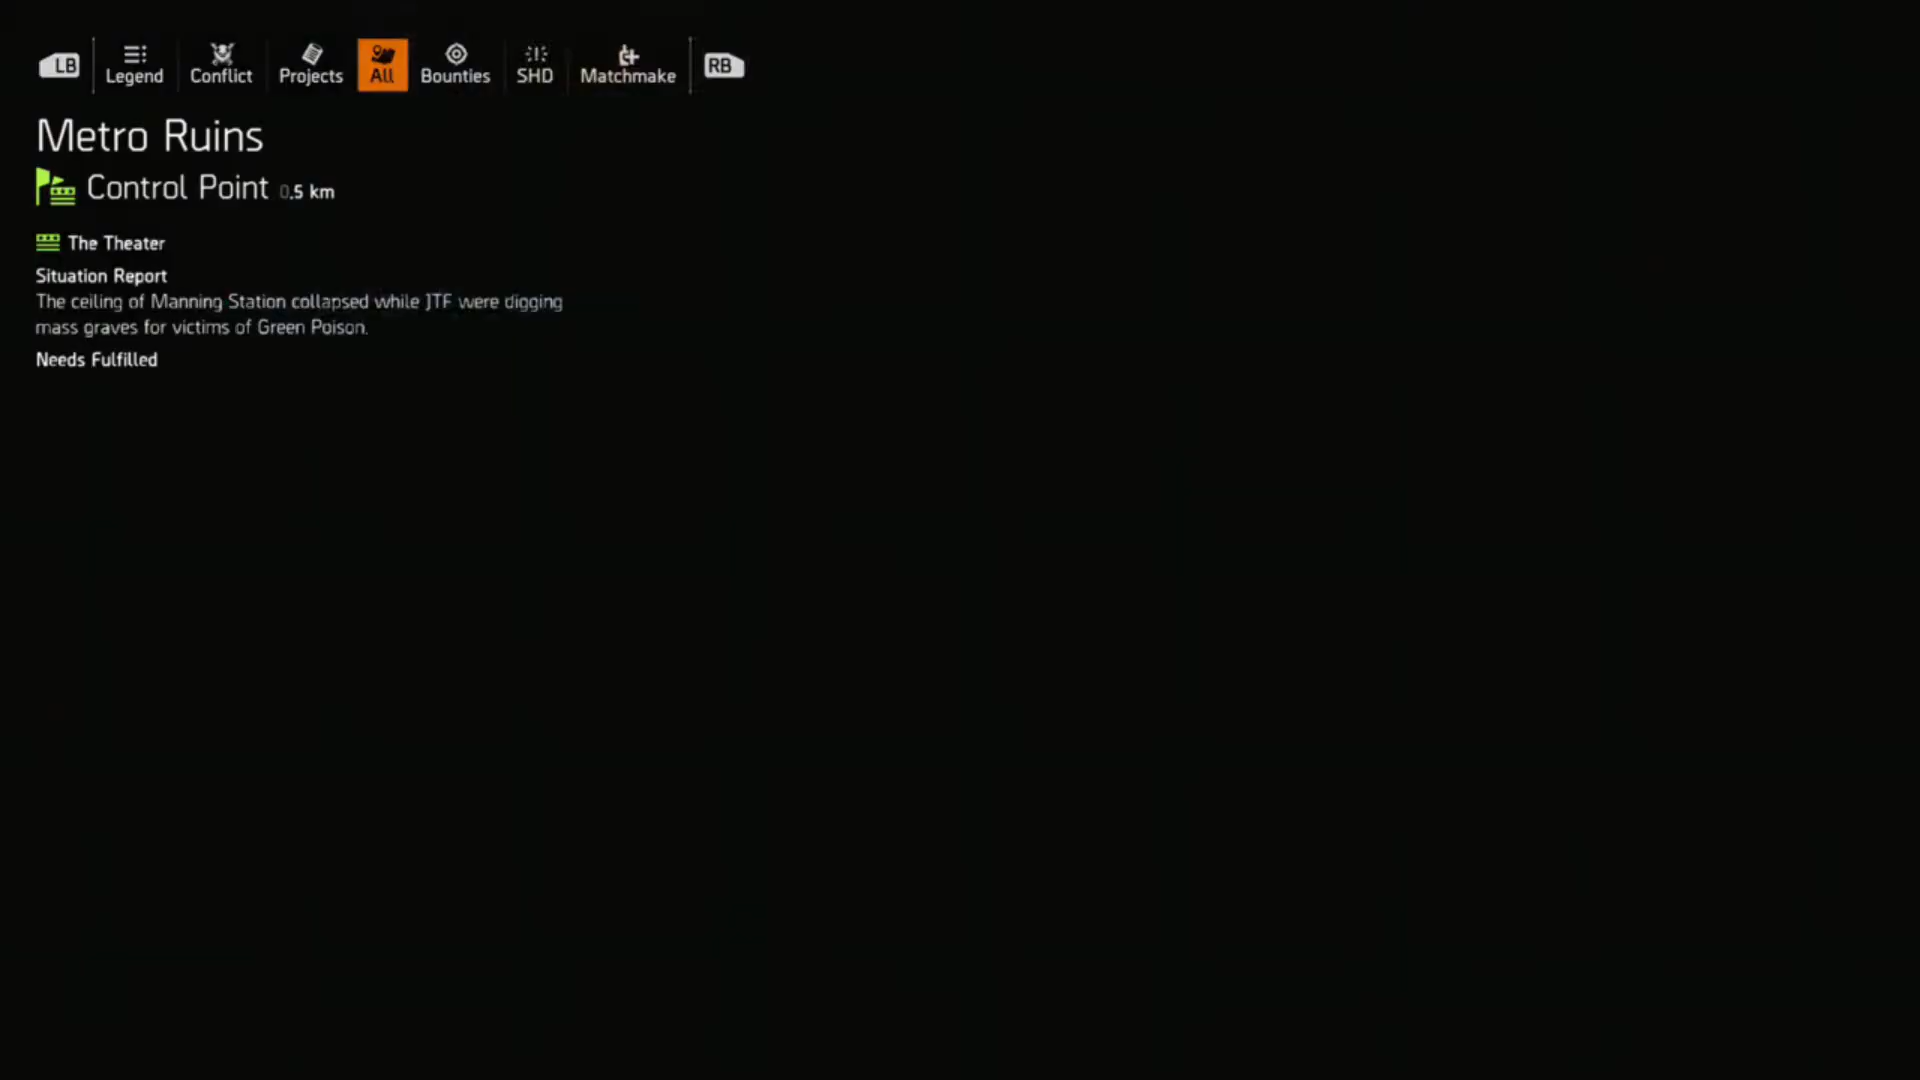 LB
Legend
Conflict
Projects
All
Bounties
SHD
Matchmake
RB
Metro Ruins
Control Point 0.5 km
The Theater
Situation Report
The ceiling of Manning Station collapsed while JTF were digging
mass graves for victims of Green Poison.
Needs Fulfilled